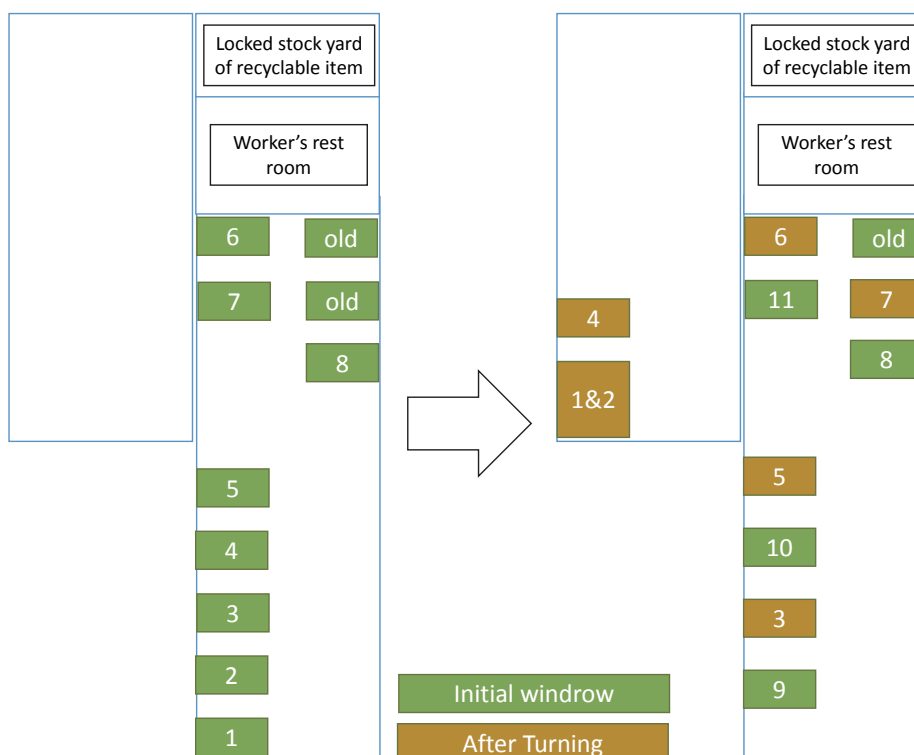 Locked stock yard
of recyclable item
Worker's rest
room
6
old
7
old
8
5
4
3
2
1
Locked stock yard
of recyclable item
Worker's rest
room
6
old
11
7
8
4
1&2
5
10
3
9
Initial windrow
After Turning